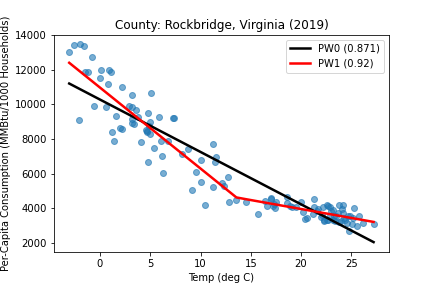 County: Rockbridge, Virginia (2019)
Per-Capita Consumption (MMBtu/1000 Households)
14000
12000
10000
8000
6000
4000
2000
PW0 (0.871)
PW1 (0.92)
0 5 10 15 20 25
Temp (deg C)